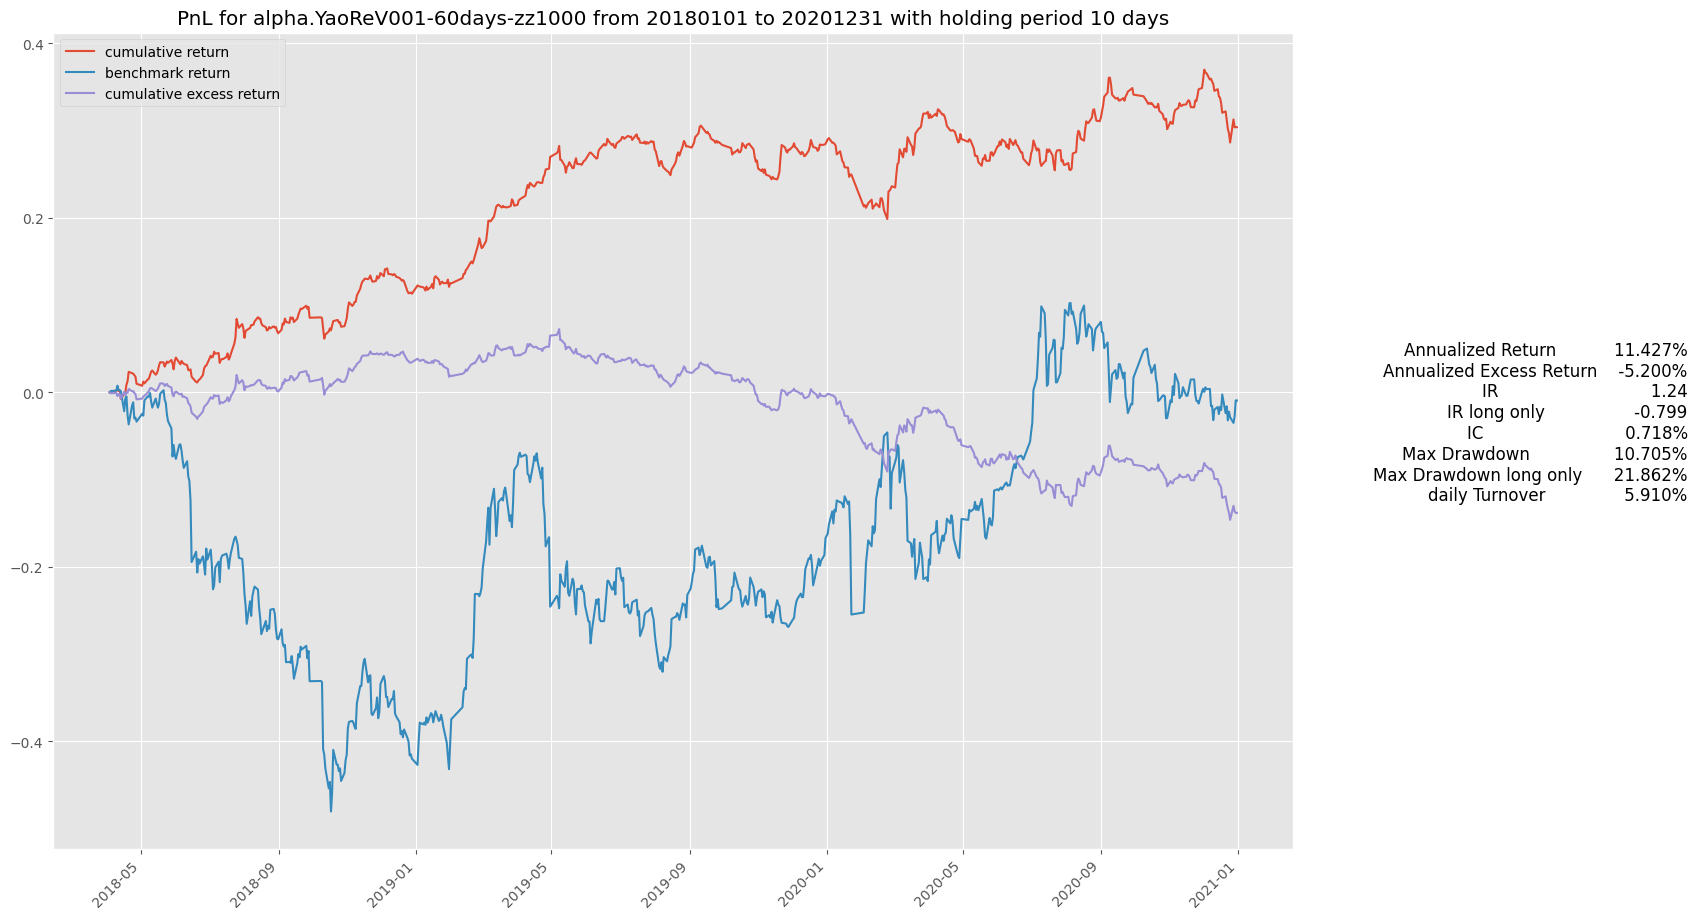 PnL for alpha.YaoReV001-60days-zz1000 from 20180101 to 20201231 with holding period 10 days
cumulative return
benchmark return
cumulative excess return
0.4
0.2
0.0
−0.2
−0.4
2018-05
2018-09
2019-01
2019-05
2019-09
2020-01
2020-05
2020-09
2021-01
Annualized Return 11.427%
Annualized Excess Return -5.200%
IR 1.24
IR long only -0.799
IC 0.718%
Max Drawdown 10.705%
Max Drawdown long only 21.862%
daily Turnover 5.910%